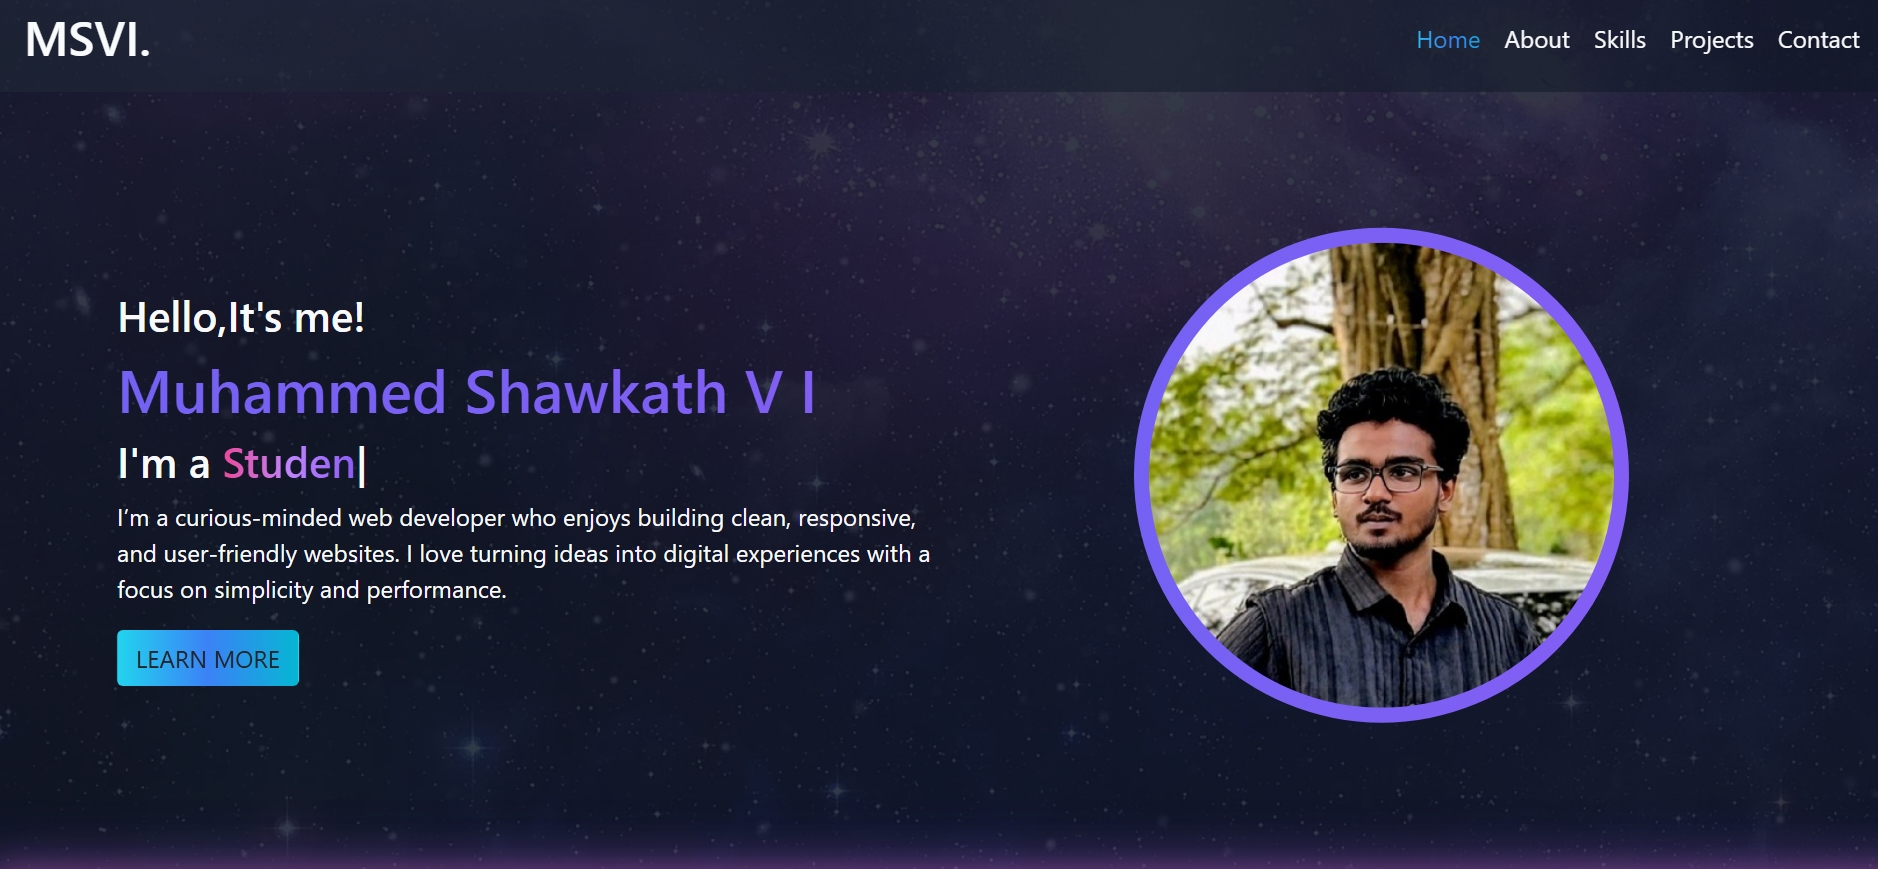 MSVI.
Home About Skills Projects Contact
Hello,It's me!
Muhammed Shawkath V I
I'm a Studen|
I’m a curious-minded web developer who enjoys building clean, responsive,
and user-friendly websites. I love turning ideas into digital experiences with a
focus on simplicity and performance.
LEARN MORE